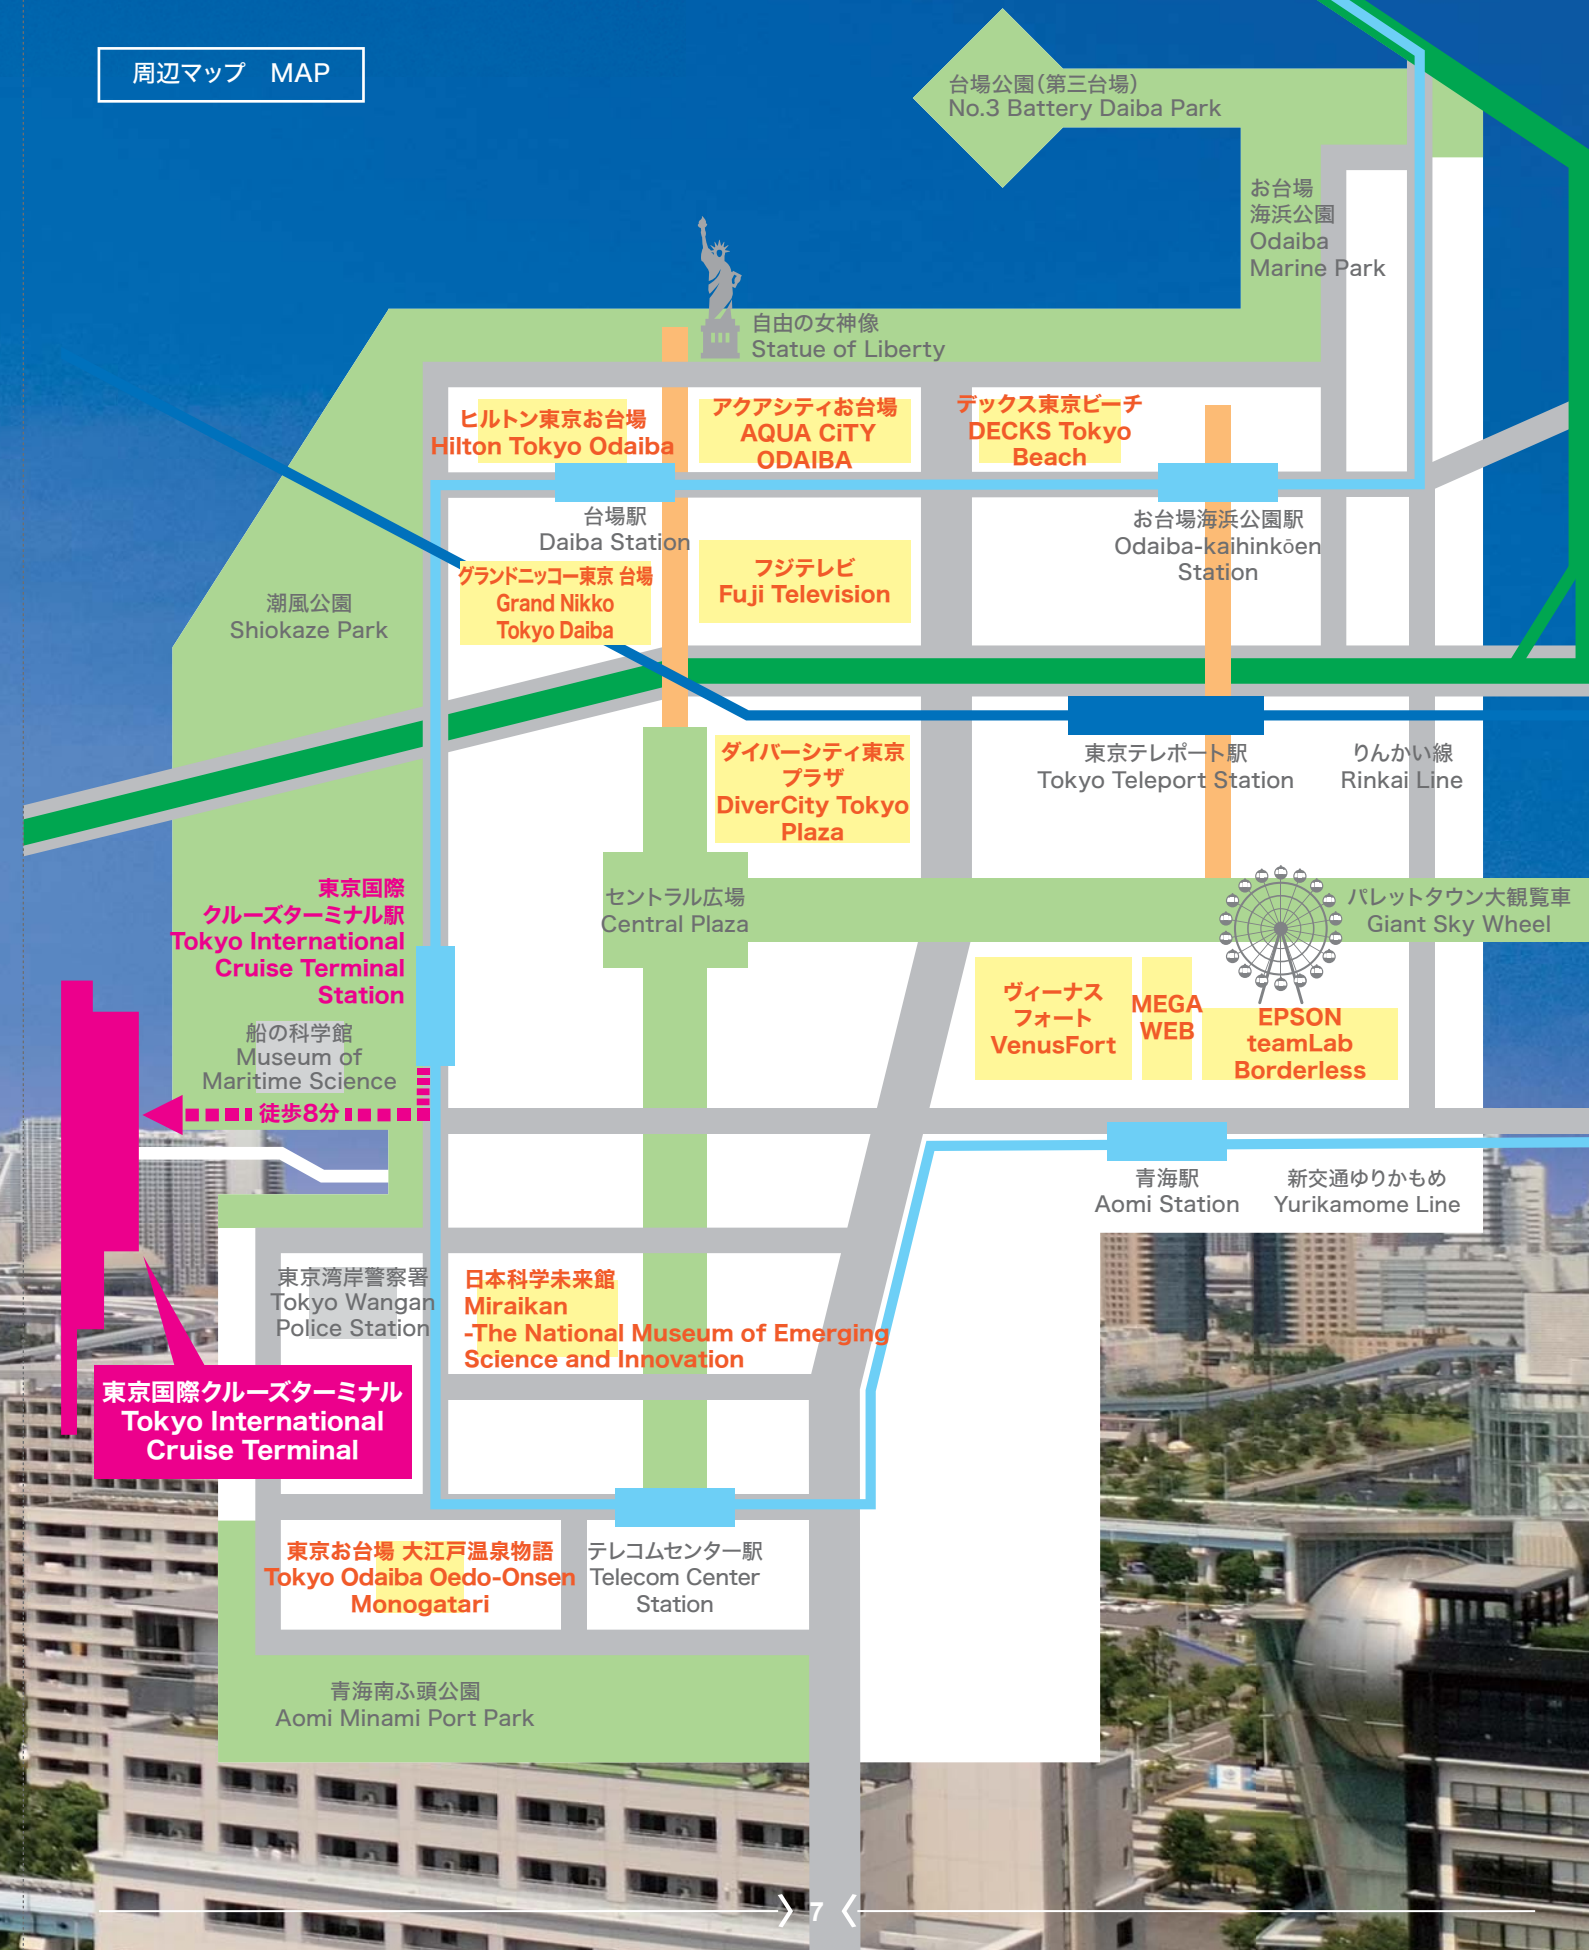 周辺マップ　MAP
台場公園（第三台場）
No.3 Battery Daiba Park
お台場
海浜公園
Odaiba
Marine Park
自由の女神像
Statue of Liberty
ヒルトン東京お台場
Hilton Tokyo Odaiba
アクアシティお台場
AQUA CiTY
ODAIBA
デックス東京ビーチ
DECKS Tokyo
Beach
台場駅
Daiba Station
お台場海浜公園駅
Odaiba-kaihinkōen
Station
グランドニッコー東京 台場
Grand Nikko
Tokyo Daiba
フジテレビ
Fuji Television
潮風公園
Shiokaze Park
ダイバーシティ東京
プラザ
DiverCity Tokyo
Plaza
東京テレポート駅
Tokyo Teleport Station
りんかい線
Rinkai Line
東京国際
クルーズターミナル駅
Tokyo International
Cruise Terminal
Station
セントラル広場
Central Plaza
パレットタウン大観覧車
Giant Sky Wheel
船の科学館
Museum of
Maritime Science
徒歩8分
ヴィーナス
フォート
VenusFort
MEGA
WEB
EPSON
teamLab
Borderless
青海駅
Aomi Station
新交通ゆりかもめ
Yurikamome Line
東京湾岸警察署
Tokyo Wangan
Police Station
日本科学未来館
Miraikan
-The National Museum of Emerging
Science and Innovation
東京国際クルーズターミナル
Tokyo International
Cruise Terminal
東京お台場 大江戸温泉物語
Tokyo Odaiba Oedo-Onsen
Monogatari
テレコムセンター駅
Telecom Center
Station
青海南ふ頭公園
Aomi Minami Port Park
7